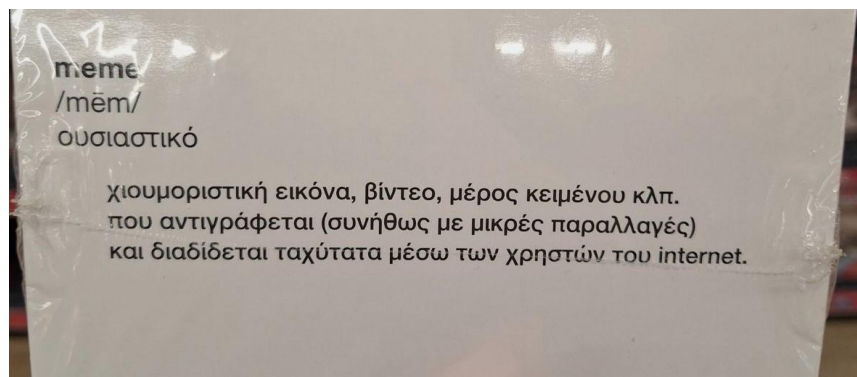 meme
/mēm/
ουσιαστικό
χιουμοριστική εικόνα, βίντεο, μέρος κειμένου κλπ.
που αντιγράφεται (συνήθως με μικρές παραλλαγές)
και διαδίδεται ταχύτατα μέσω των χρηστών του internet.